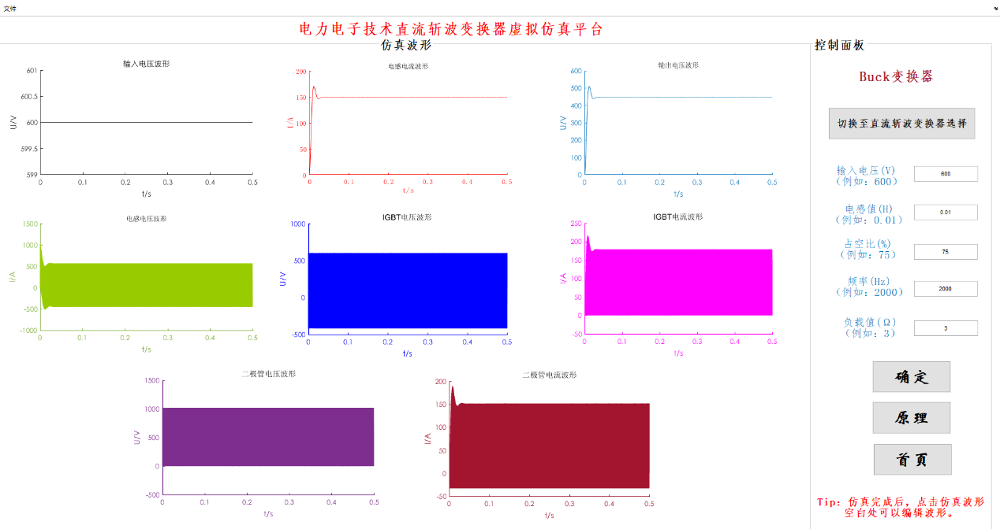 文件
电力电子技术直流斩波变换器虚拟仿真平台
仿真波形
输入电压波形
601
600.5
600
599.5
599
U/V
0 0.1 0.2 0.3 0.4 0.5
t/s
电感电流波形
200
150
100
50
0
I/A
0 0.1 0.2 0.3 0.4 0.5
t/s
输出电压波形
600
500
400
300
200
100
0
U/V
0 0.1 0.2 0.3 0.4 0.5
t/s
电感电压波形
1500
1000
500
0
-500
-1000
I/A
0 0.1 0.2 0.3 0.4 0.5
t/s
IGBT电压波形
1000
500
0
-500
U/V
0 0.1 0.2 0.3 0.4 0.5
t/s
IGBT电流波形
250
200
150
100
50
0
-50
I/A
0 0.1 0.2 0.3 0.4 0.5
t/s
二极管电压波形
1500
1000
500
0
-500
U/V
0 0.1 0.2 0.3 0.4 0.5
t/s
二极管电流波形
200
150
100
50
0
-50
I/A
0 0.1 0.2 0.3 0.4 0.5
t/s
控制面板
Buck变换器
切换至直流斩波变换器选择
输入电压(V)
(例如：600)
600
电感值(H)
(例如：0.01)
0.01
占空比(%)
(例如：75)
75
频率(Hz)
(例如：2000)
2000
负载值(Ω)
(例如：3)
3
确定
原理
首页
Tip：仿真完成后，点击仿真波形
空白处可以编辑波形。